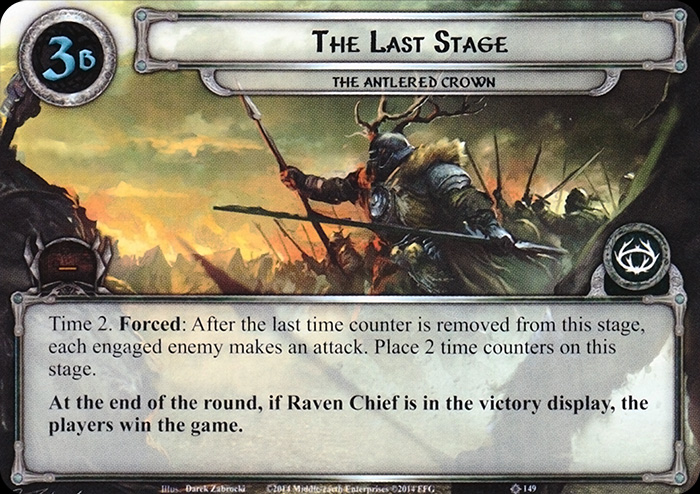 3B
THE LAST STAGE
THE ANTLERED CROWN
–
Time 2. Forced: After the last time counter is removed from this stage,
each engaged enemy makes an attack. Place 2 time counters on this
stage.
At the end of the round, if Raven Chief is in the victory display, the
players win the game.
Illus. Darek Zabrocki ©2014 Middle-earth Enterprises ©2014 FFG 149